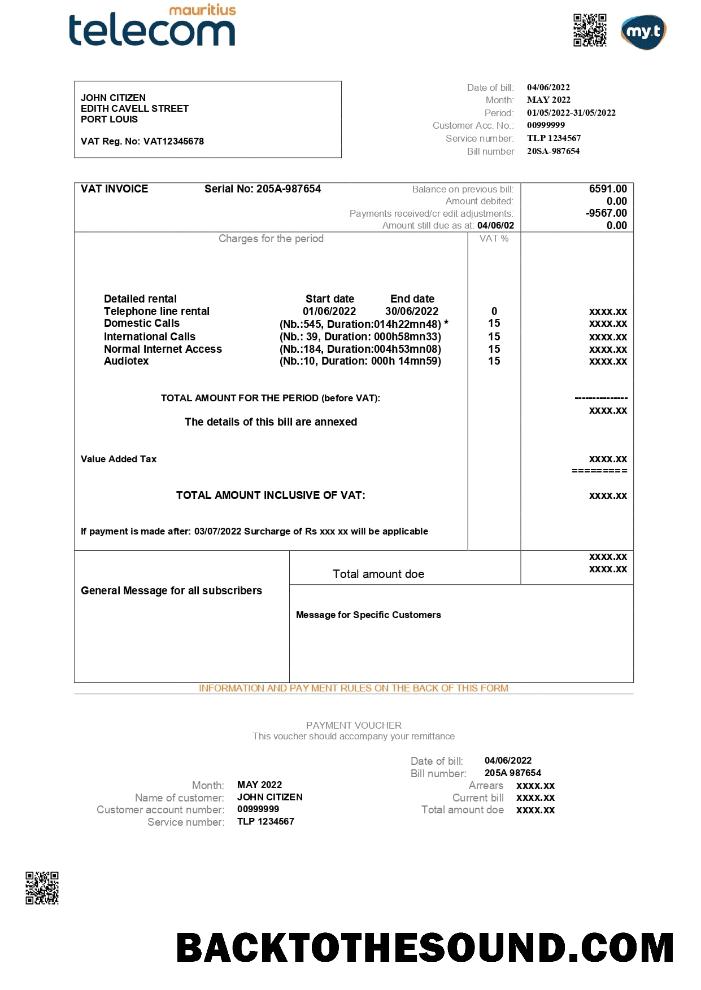 mauritius
telecom
my.t
JOHN CITIZEN
EDITH CAVELL STREET
PORT LOUIS
VAT Reg. No: VAT12345678
Date of bill: 04/06/2022
Month: MAY 2022
Period: 01/05/2022-31/05/2022
Customer Acc. No.: 00999999
Service number: TLP 1234567
Bill number 20SA-987654
VAT INVOICE Serial No: 205A-987654 Balance on previous bill: 6591.00
Amount debited: 0.00
Payments received/cr edit adjustments. -9567.00
Amount still due as at: 04/06/02 0.00
Charges for the period VAT %
Detailed rental Start date End date
Telephone line rental 01/06/2022 30/06/2022 0 xxxx.xx
Domestic Calls (Nb.:545, Duration:014h22mn48) * 15 xxxx.xx
International Calls (Nb.: 39, Duration: 000h58mn33) 15 xxxx.xx
Normal Internet Access (Nb.:184, Duration:004h53mn08) 15 xxxx.xx
Audiotex (Nb.:10, Duration: 000h 14mn59) 15 xxxx.xx
TOTAL AMOUNT FOR THE PERIOD (before VAT): ---------------
xxxx.xx
The details of this bill are annexed
Value Added Tax xxxx.xx
=========
TOTAL AMOUNT INCLUSIVE OF VAT: xxxx.xx
If payment is made after: 03/07/2022 Surcharge of Rs xxx xx will be applicable
xxxx.xx
Total amount doe xxxx.xx
General Message for all subscribers
Message for Specific Customers
INFORMATION AND PAY MENT RULES ON THE BACK OF THIS FORM
PAYMENT VOUCHER
This voucher should accompany your remittance
Date of bill: 04/06/2022
Bill number: 205A 987654
Month: MAY 2022 Arrears xxxx.xx
Name of customer: JOHN CITIZEN Current bill xxxx.xx
Customer account number: 00999999 Total amount doe xxxx.xx
Service number: TLP 1234567
BACKTOTHESOUND.COM